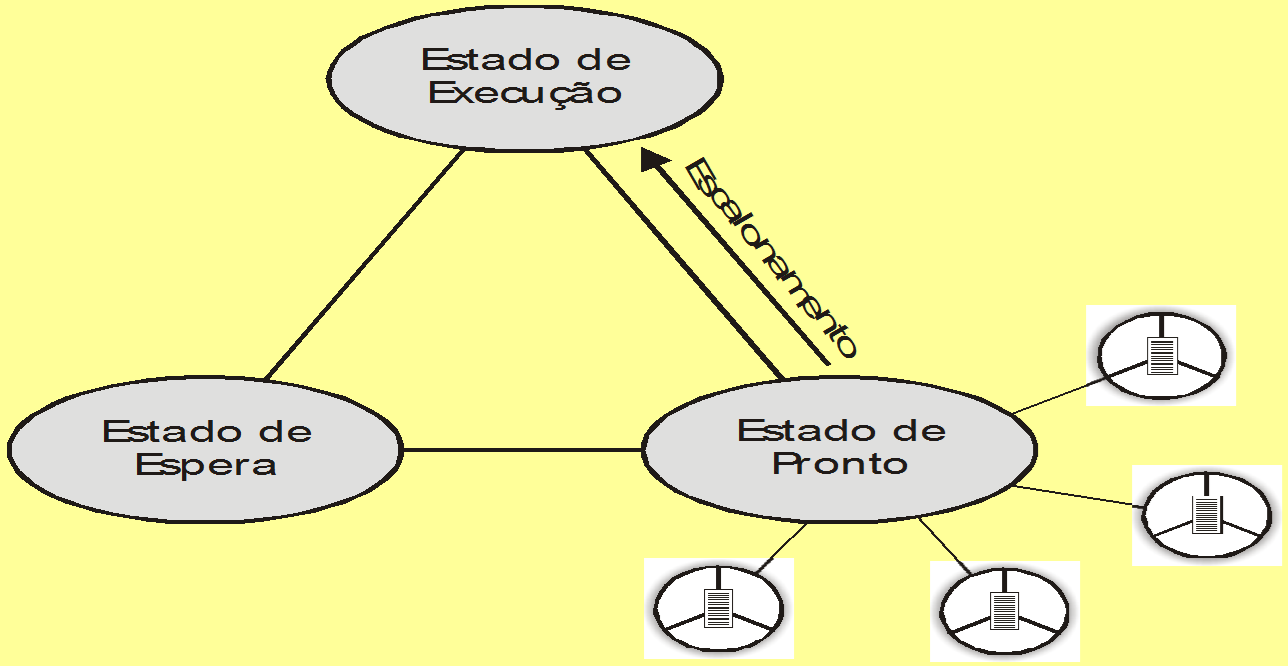 Estado de
Execução
Escalonamento
Estado de
Espera
Estado de
Pronto